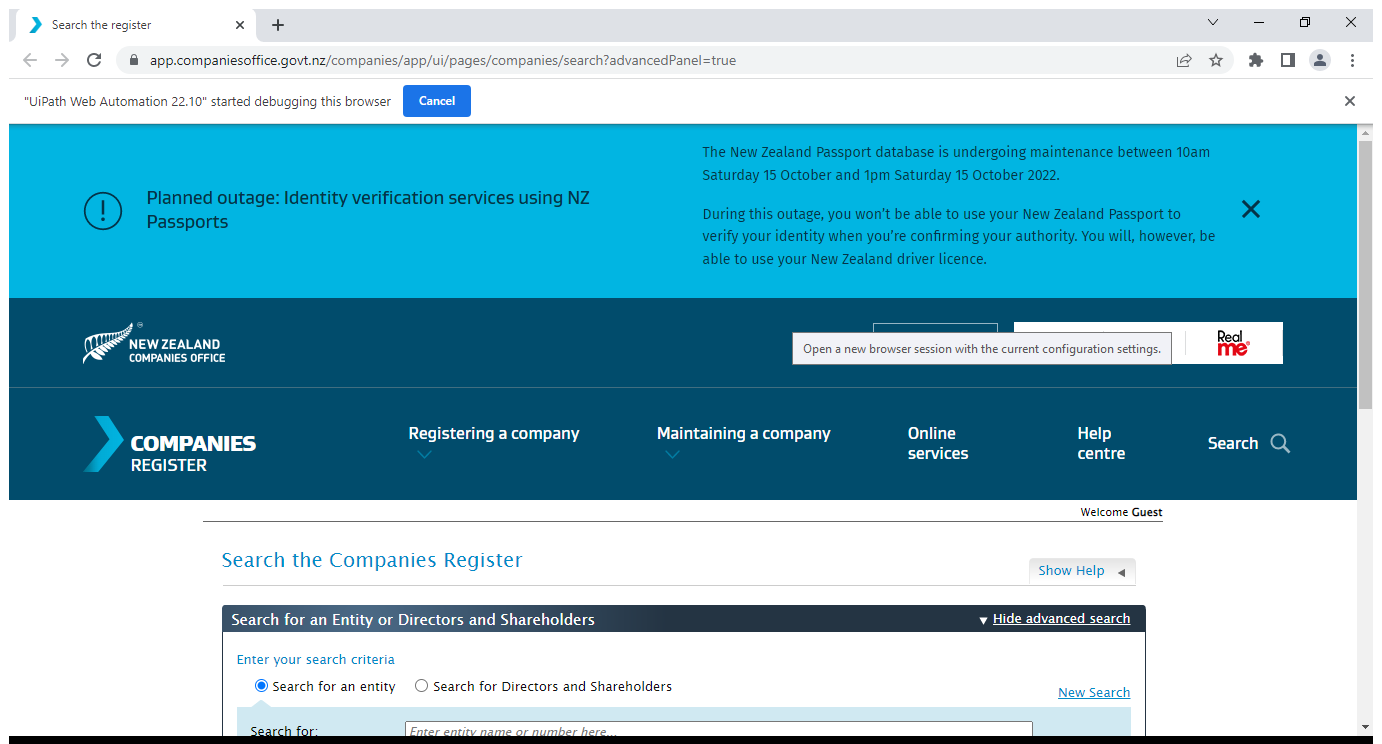 Search the register
app.companiesoffice.govt.nz/companies/app/ui/pages/companies/search?advancedPanel=true
"UiPath Web Automation 22.10" started debugging this browser
Cancel
Planned outage: Identity verification services using NZ
Passports
The New Zealand Passport database is undergoing maintenance between 10am
Saturday 15 October and 1pm Saturday 15 October 2022.
During this outage, you won't be able to use your New Zealand Passport to
verify your identity when you're confirming your authority. You will, however, be
able to use your New Zealand driver licence.
NEW ZEALAND
COMPANIES OFFICE
Open a new browser session with the current configuration settings.
Real
me
COMPANIES
REGISTER
Registering a company
Maintaining a company
Online
services
Help
centre
Search
Welcome Guest
Search the Companies Register
Show Help
Search for an Entity or Directors and Shareholders
Hide advanced search
Enter your search criteria
Search for an entity
Search for Directors and Shareholders
New Search
Search for:
Enter entity name or number here...